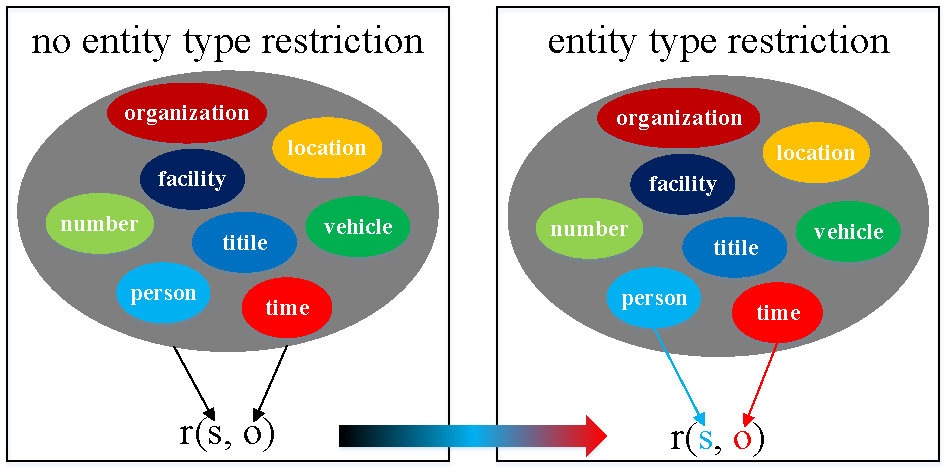 no entity type restriction
organization
location
facility
number
titile
vehicle
person
time
r(s, o)
entity type restriction
organization
location
facility
number
titile
vehicle
person
time
r(s, o)